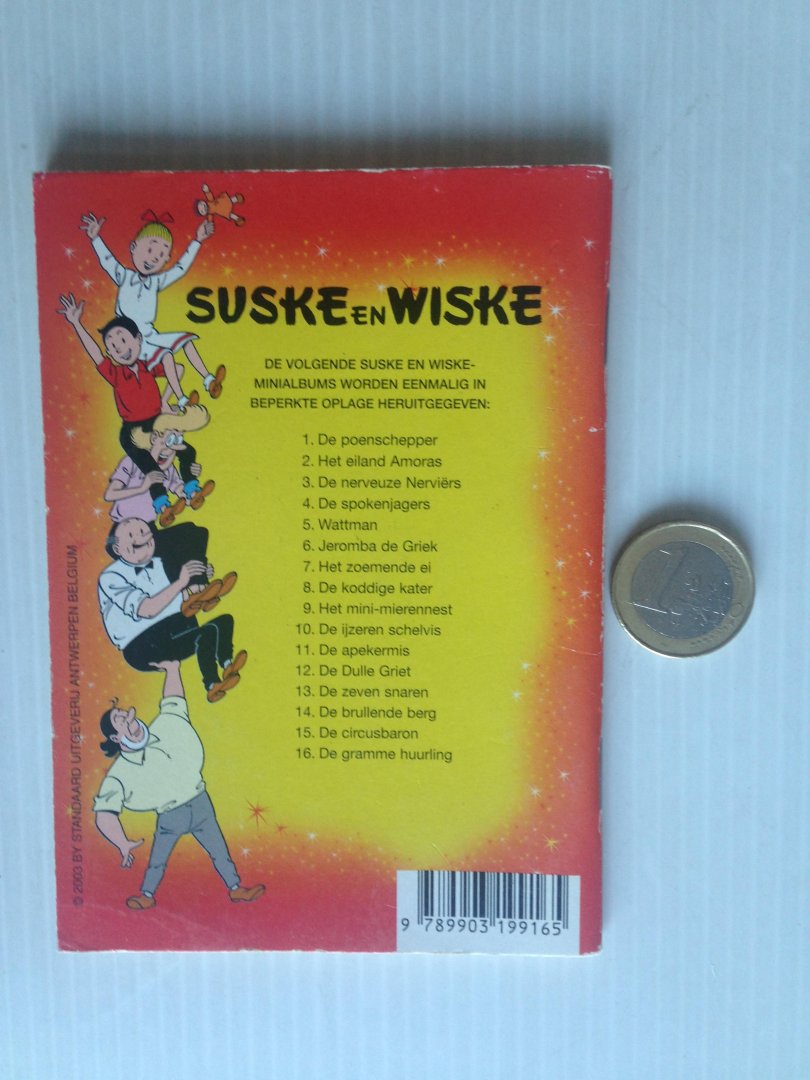 SUSKE EN WISKE
DE VOLGENDE SUSKE EN WISKE-
MINIALBUMS WORDEN EENMALIG IN
BEPERKTE OPLAGE HERUITGEGEVEN:
1. De poenschepper
2. Het eiland Amoras
3. De nerveuze Nerviërs
4. De spokenjagers
5. Wattman
6. Jeromba de Griek
7. Het zoemende ei
8. De koddige kater
9. Het mini-mierennest
10. De ijzeren schelvis
11. De apekermis
12. De Dulle Griet
13. De zeven snaren
14. De brullende berg
15. De circusbaron
16. De gramme huurling
© 2003 BY STANDAARD UITGEVERIJ ANTWERPEN BELGIUM
9 789903 199165
1